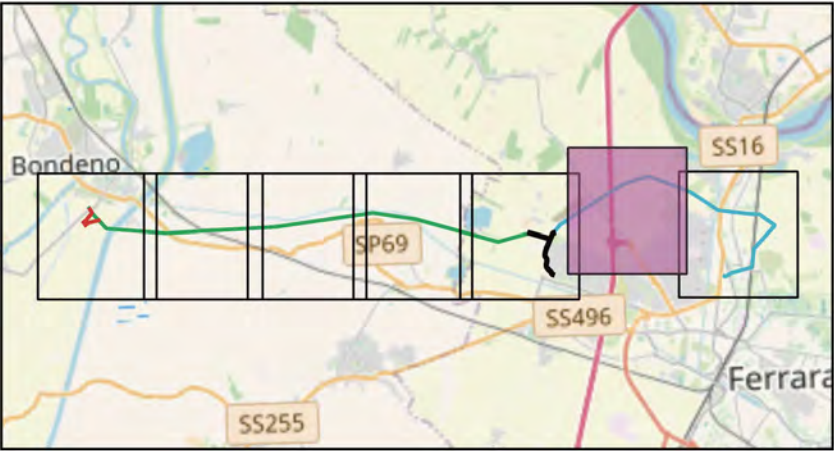 SS16
Bondeno
SP69
SS496
Ferrara
SS255